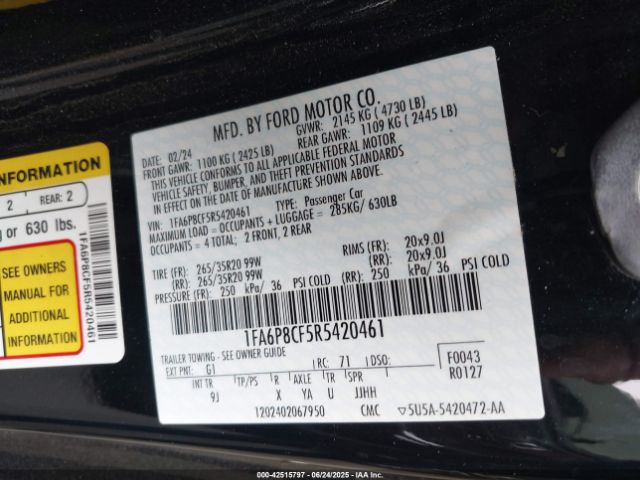 MFD. BY FORD MOTOR CO.
DATE: 02/24 GVWR: 2145 KG ( 4730 LB)
FRONT GAWR: 1100 KG ( 2425 LB) REAR GAWR: 1109 KG ( 2445 LB)
THIS VEHICLE CONFORMS TO ALL APPLICABLE FEDERAL MOTOR
VEHICLE SAFETY, BUMPER, AND THEFT PREVENTION STANDARDS
IN EFFECT ON THE DATE OF MANUFACTURE SHOWN ABOVE.
VIN: 1FA6P8CF5R5420461 TYPE: Passenger Car
MAXIMUM LOAD = OCCUPANTS + LUGGAGE = 285KG/ 630LB
OCCUPANTS = 4 TOTAL; 2 FRONT, 2 REAR
TIRE (FR): 265/35R20 99W RIMS (FR): 20x9.0J
(RR): 265/35R20 99W (RR): 20x9.0J
PRESSURE (FR): 250 kPa/ 36 PSI COLD (RR): 250 kPa/ 36 PSI COLD
1FA6P8CF5R5420461
TRAILER TOWING - SEE OWNER GUIDE
EXT PNT: G1 RC: 71 DSO: F0043
INT TR TP/PS R AXLE TR SPR R0127
9J X YA U JJHH
1202402067950 CMC 5U5A-5420472-AA
INFORMATION
2 REAR: 2
or 630 lbs.
SEE OWNERS
MANUAL FOR
ADDITIONAL
INFORMATION
1FA6P8CF5R5420461
000-42515797 - 06/24/2025 - IAAI Inc.